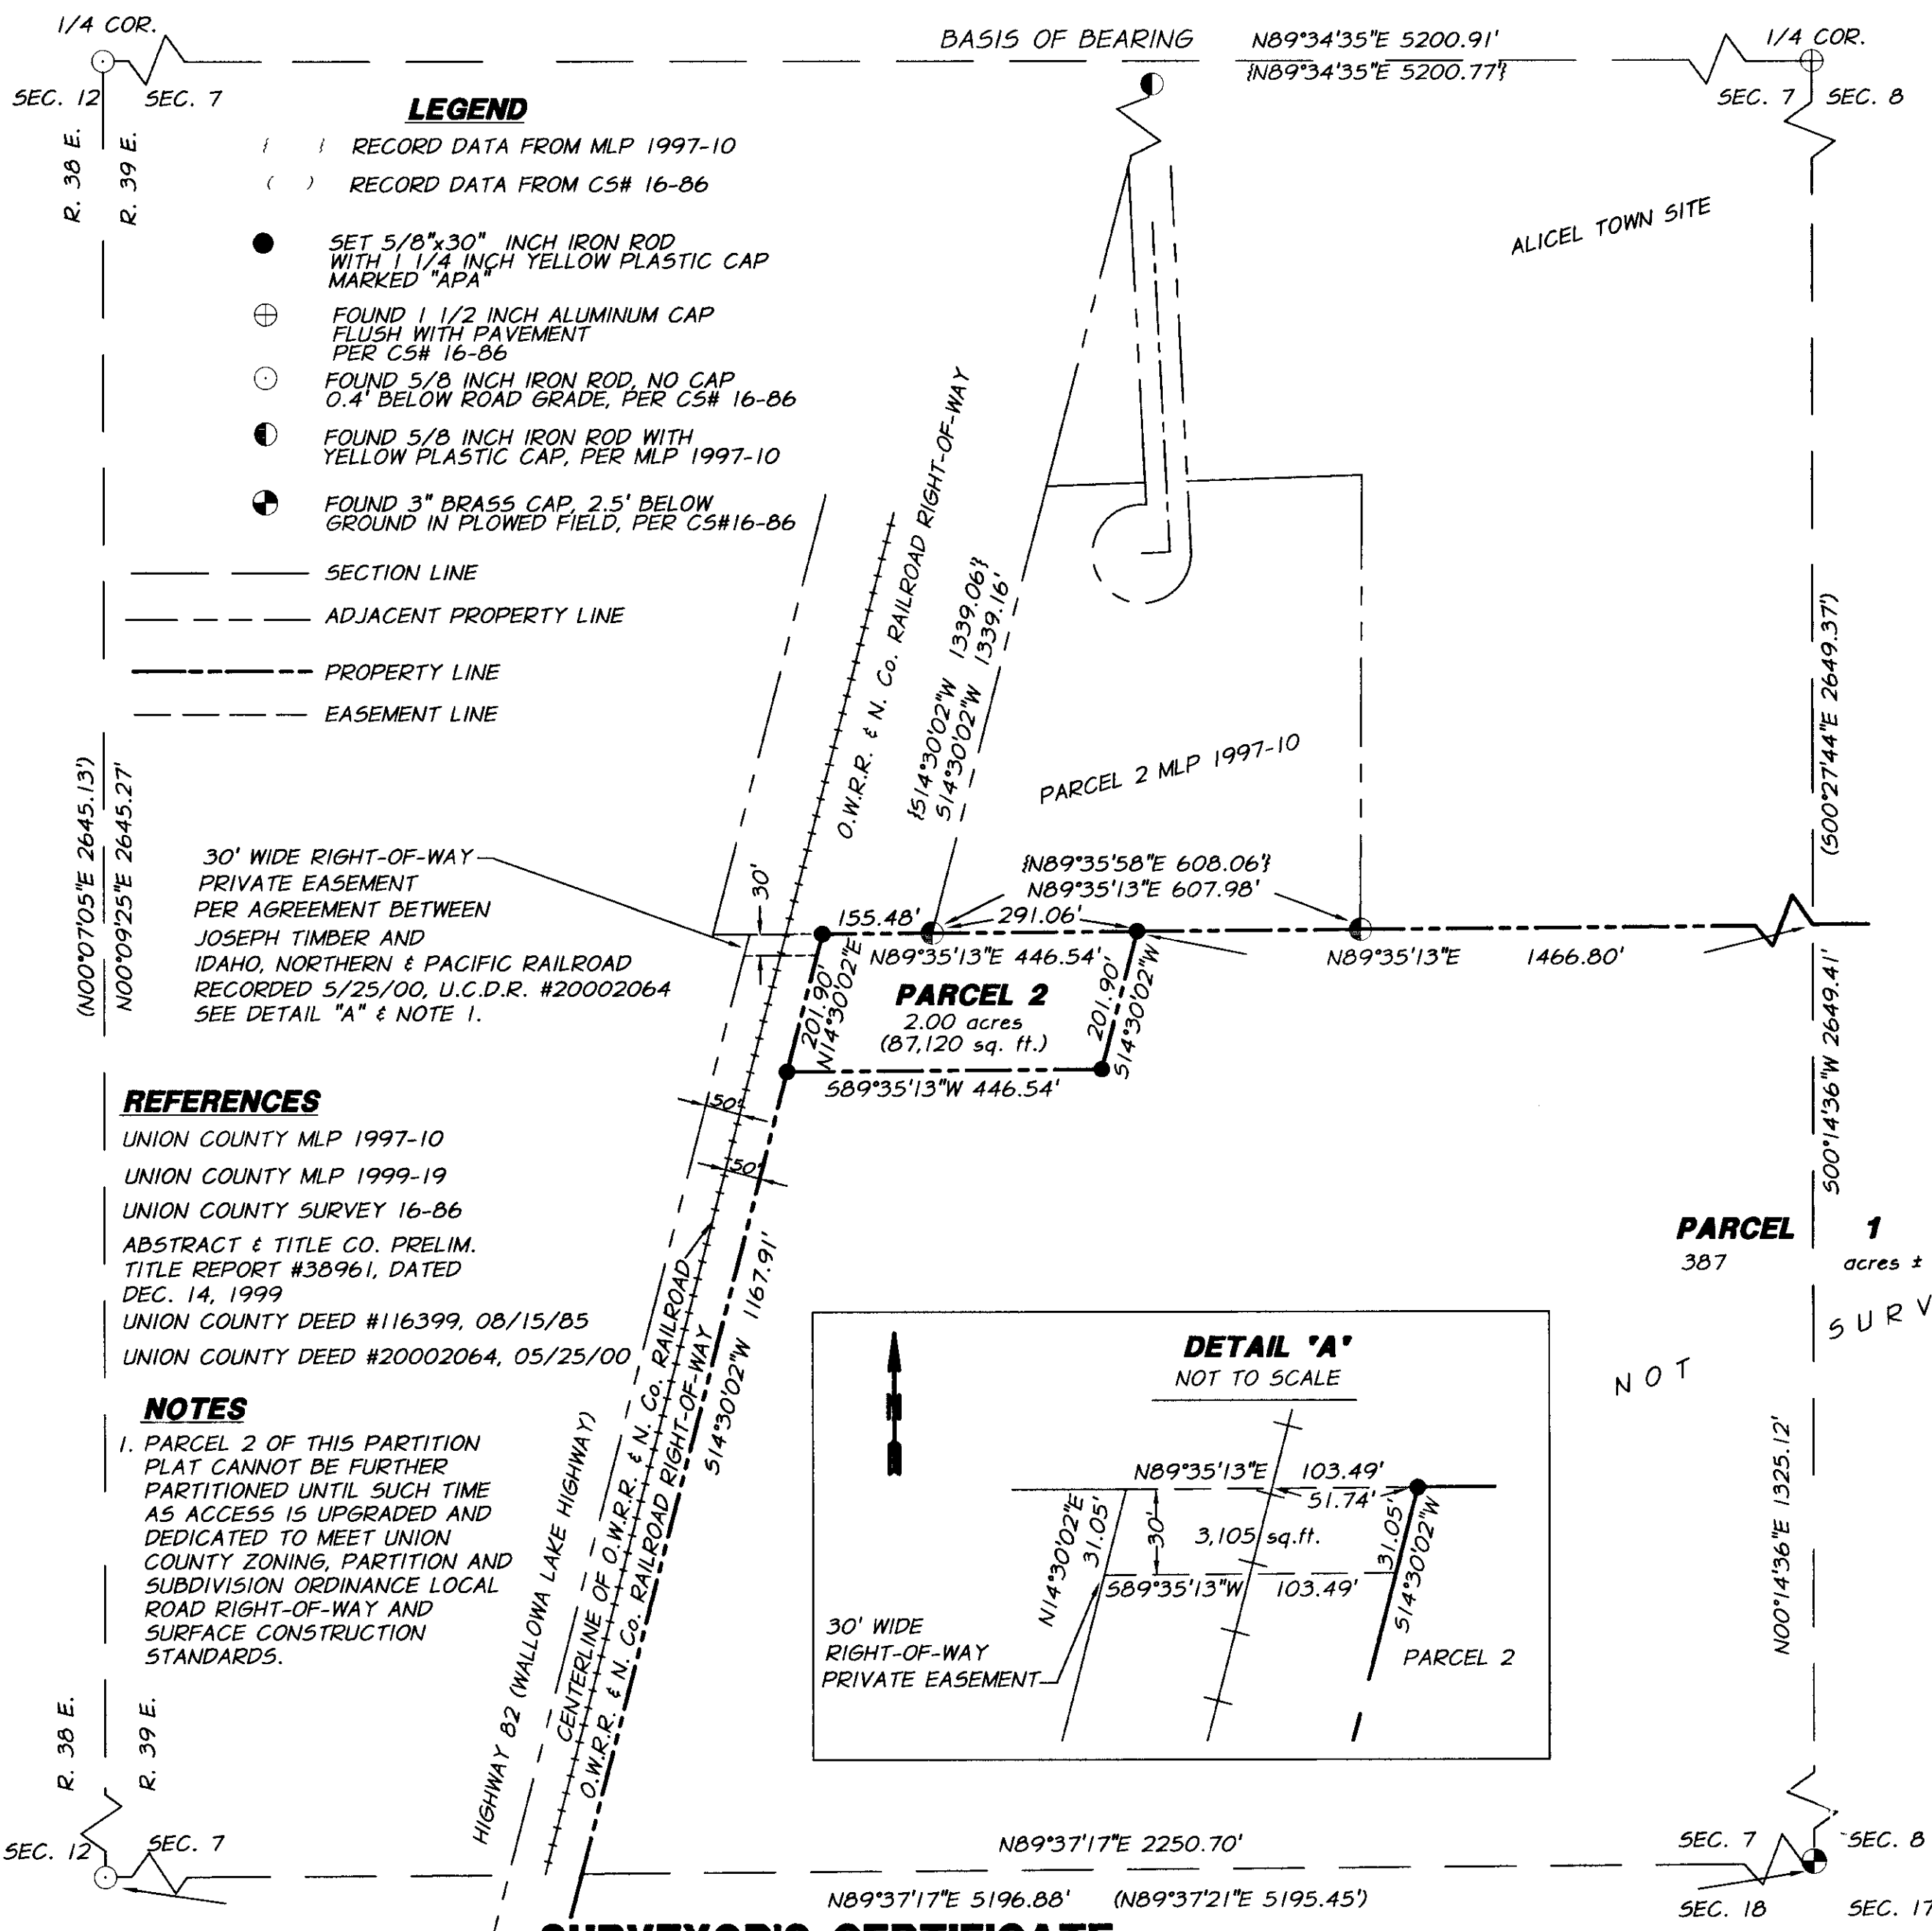 1/4 COR.
BASIS OF BEARING
N89°34'35"E 5200.91'
{N89°34'35"E 5200.77'}
1/4 COR.
SEC. 12
SEC. 7
SEC. 7
SEC. 8
R. 38 E.
R. 39 E.
LEGEND
{ } RECORD DATA FROM MLP 1997-10
( ) RECORD DATA FROM CS# 16-86
SET 5/8"x30" INCH IRON ROD
WITH 1 1/4 INCH YELLOW PLASTIC CAP
MARKED "APA"
FOUND 1 1/2 INCH ALUMINUM CAP
FLUSH WITH PAVEMENT
PER CS# 16-86
FOUND 5/8 INCH IRON ROD, NO CAP
0.4' BELOW ROAD GRADE, PER CS# 16-86
FOUND 5/8 INCH IRON ROD WITH
YELLOW PLASTIC CAP, PER MLP 1997-10
FOUND 3" BRASS CAP, 2.5' BELOW
GROUND IN PLOWED FIELD, PER CS#16-86
SECTION LINE
ADJACENT PROPERTY LINE
PROPERTY LINE
EASEMENT LINE
ALICEL TOWN SITE
O.W.R.R. & N. Co. RAILROAD RIGHT-OF-WAY
{S14°30'02"W 1339.06'}
S14°30'02"W 1339.16'
PARCEL 2 MLP 1997-10
(S00°27'44"E 2649.37')
(N00°07'05"E 2645.13')
N00°09'25"E 2645.27'
30' WIDE RIGHT-OF-WAY
PRIVATE EASEMENT
PER AGREEMENT BETWEEN
JOSEPH TIMBER AND
IDAHO, NORTHERN & PACIFIC RAILROAD
RECORDED 5/25/00, U.C.D.R. #20002064
SEE DETAIL "A" & NOTE 1.
30'
{N89°35'58"E 608.06'}
N89°35'13"E 607.98'
155.48'
291.06'
N89°35'13"E 446.54'
N89°35'13"E
1466.80'
201.90'
N14°30'02"E
PARCEL 2
2.00 acres
(87,120 sq. ft.)
201.90'
S14°30'02"W
S89°35'13"W 446.54'
50'
50'
S00°14'36"W 2649.41'
REFERENCES
UNION COUNTY MLP 1997-10
UNION COUNTY MLP 1999-19
UNION COUNTY SURVEY 16-86
ABSTRACT & TITLE CO. PRELIM.
TITLE REPORT #38961, DATED
DEC. 14, 1999
UNION COUNTY DEED #116399, 08/15/85
UNION COUNTY DEED #20002064, 05/25/00
PARCEL 1
387 acres ±
NOT
SURV
S14°30'02"W 1167.91'
HIGHWAY 82 (WALLOWA LAKE HIGHWAY)
CENTERLINE OF O.W.R.R. & N. Co. RAILROAD
O.W.R.R. & N. Co. RAILROAD RIGHT-OF-WAY
NOTES
1. PARCEL 2 OF THIS PARTITION
PLAT CANNOT BE FURTHER
PARTITIONED UNTIL SUCH TIME
AS ACCESS IS UPGRADED AND
DEDICATED TO MEET UNION
COUNTY ZONING, PARTITION AND
SUBDIVISION ORDINANCE LOCAL
ROAD RIGHT-OF-WAY AND
SURFACE CONSTRUCTION
STANDARDS.
DETAIL "A"
NOT TO SCALE
N
N89°35'13"E 103.49'
51.74'
N14°30'02"E
31.05'
30'
3,105 sq.ft.
31.05'
S14°30'02"W
S89°35'13"W 103.49'
30' WIDE
RIGHT-OF-WAY
PRIVATE EASEMENT
PARCEL 2
N00°14'36"E 1325.12'
R. 38 E.
R. 39 E.
SEC. 12
SEC. 7
N89°37'17"E 2250.70'
SEC. 7
SEC. 8
N89°37'17"E 5196.88' (N89°37'21"E 5195.45')
SEC. 18
SEC. 17
SURVEYOR'S CERTIFICATE